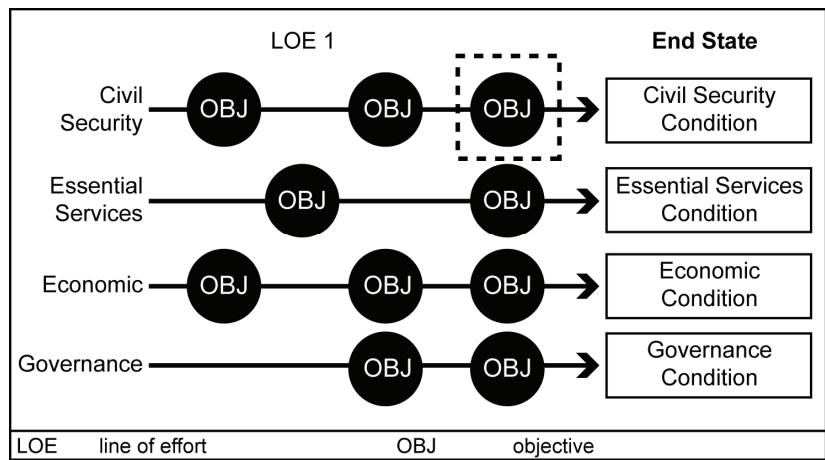 LOE 1
End State
Civil
Security
OBJ
OBJ
OBJ
Civil Security
Condition
Essential
Services
OBJ
OBJ
Essential Services
Condition
Economic
OBJ
OBJ
OBJ
Economic
Condition
Governance
OBJ
OBJ
Governance
Condition
LOE line of effort OBJ objective